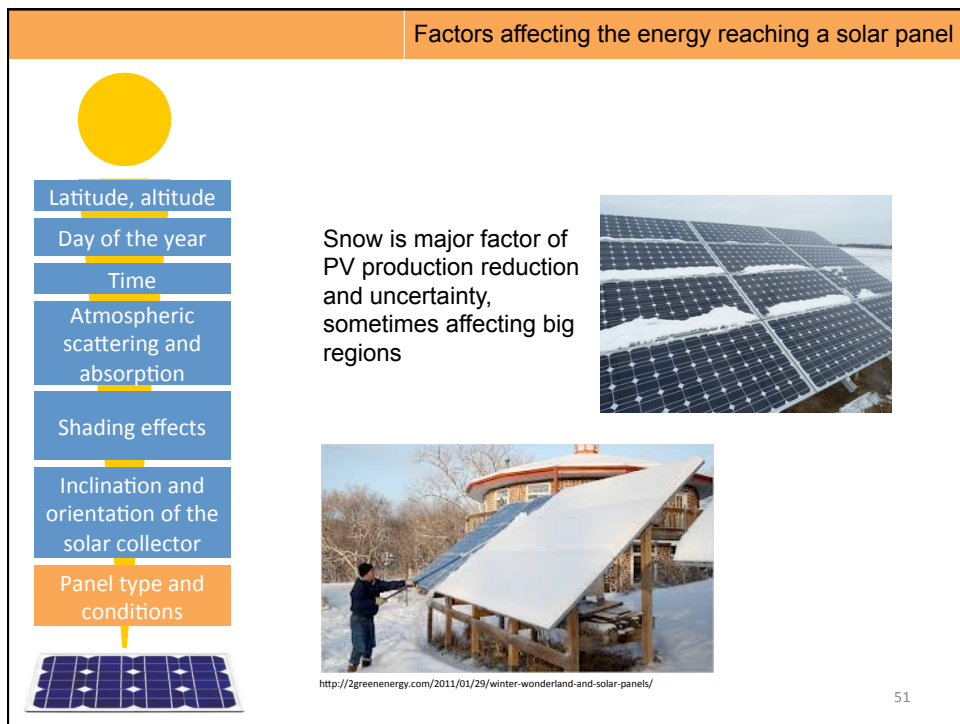 Factors affecting the energy reaching a solar panel
Latitude, altitude
Day of the year
Time
Atmospheric
scattering and
absorption
Shading effects
Inclination and
orientation of the
solar collector
Panel type and
conditions
Snow is major factor of
PV production reduction
and uncertainty,
sometimes affecting big
regions
http://2greenenergy.com/2011/01/29/winter-wonderland-and-solar-panels/
51